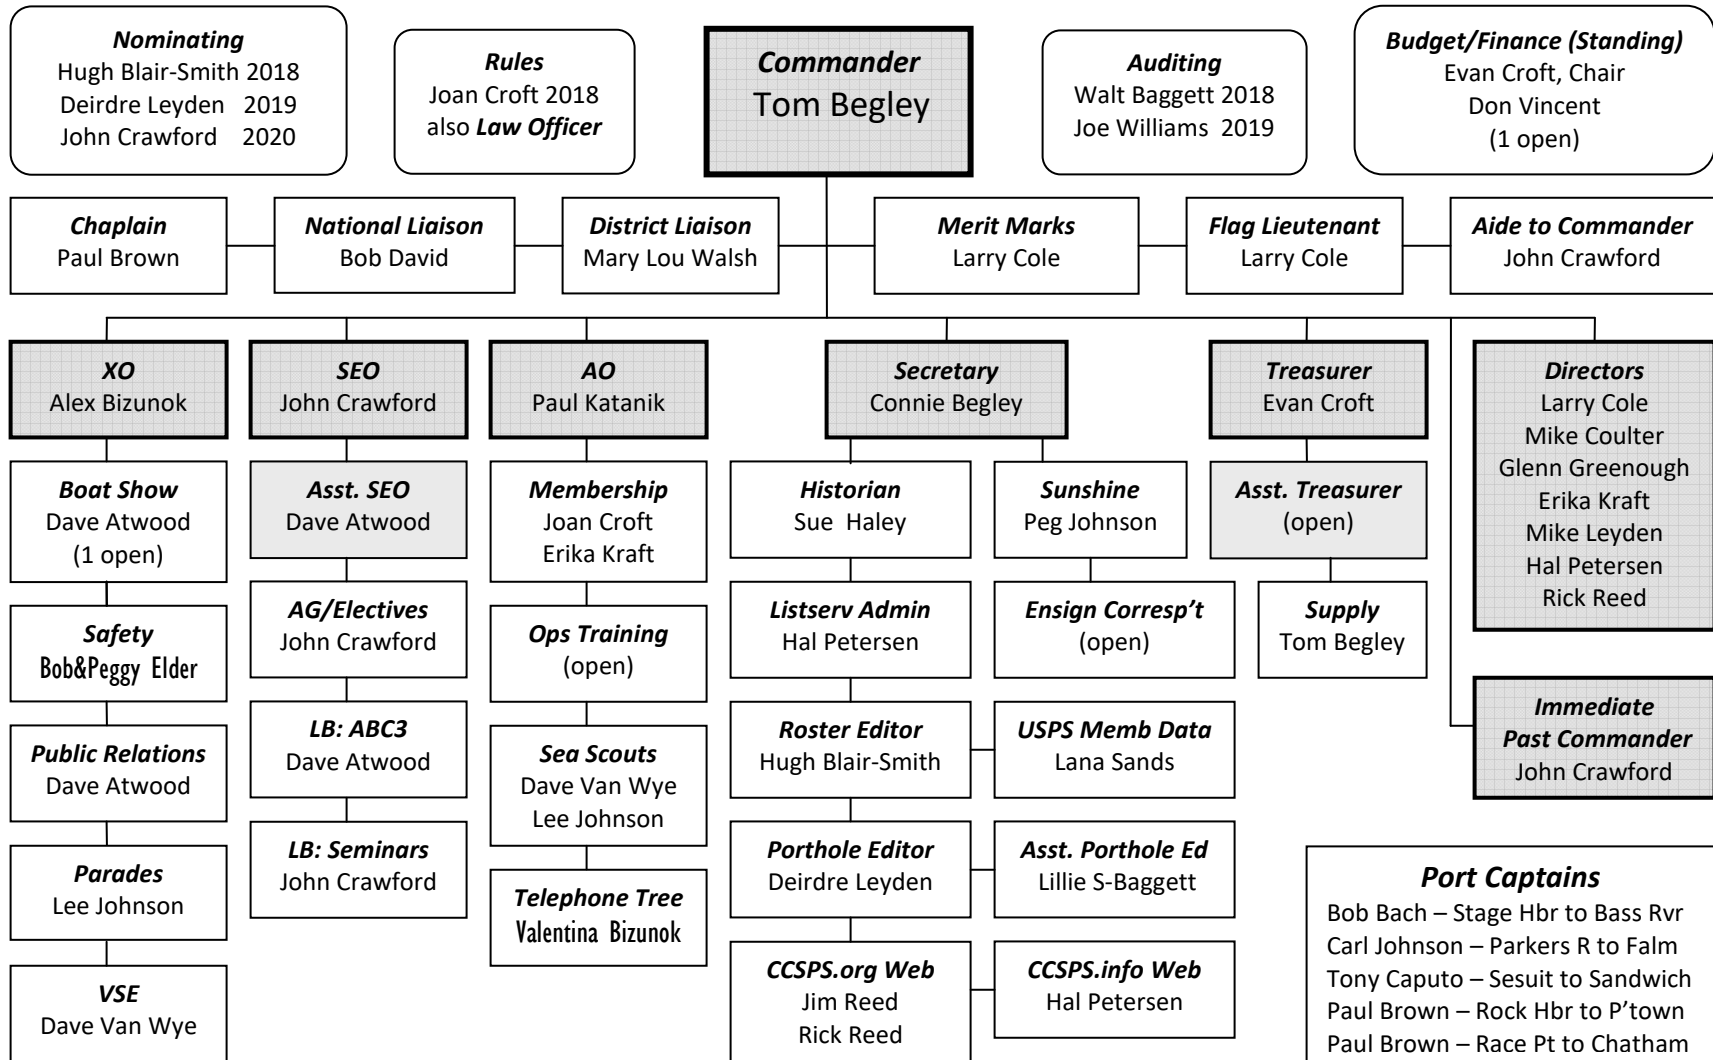 Nominating
Hugh Blair-Smith 2018
Deirdre Leyden 2019
John Crawford 2020
Rules
Joan Croft 2018
also Law Officer
Commander
Tom Begley
Auditing
Walt Baggett 2018
Joe Williams 2019
Budget/Finance (Standing)
Evan Croft, Chair
Don Vincent
(1 open)
Chaplain
Paul Brown
National Liaison
Bob David
District Liaison
Mary Lou Walsh
Merit Marks
Larry Cole
Flag Lieutenant
Larry Cole
Aide to Commander
John Crawford
XO
Alex Bizunok
SEO
John Crawford
AO
Paul Katanik
Secretary
Connie Begley
Treasurer
Evan Croft
Directors
Larry Cole
Mike Coulter
Glenn Greenough
Erika Kraft
Mike Leyden
Hal Petersen
Rick Reed
Boat Show
Dave Atwood
(1 open)
Asst. SEO
Dave Atwood
Membership
Joan Croft
Erika Kraft
Historian
Sue Haley
Sunshine
Peg Johnson
Asst. Treasurer
(open)
Safety
Bob&Peggy Elder
AG/Electives
John Crawford
Ops Training
(open)
Listserv Admin
Hal Petersen
Ensign Corresp't
(open)
Supply
Tom Begley
Immediate
Past Commander
John Crawford
Public Relations
Dave Atwood
LB: ABC3
Dave Atwood
Sea Scouts
Dave Van Wye
Lee Johnson
Roster Editor
Hugh Blair-Smith
USPS Memb Data
Lana Sands
Parades
Lee Johnson
LB: Seminars
John Crawford
Telephone Tree
Valentina Bizunok
Porthole Editor
Deirdre Leyden
Asst. Porthole Ed
Lillie S-Baggett
VSE
Dave Van Wye
CCSPS.org Web
Jim Reed
Rick Reed
CCSPS.info Web
Hal Petersen
Port Captains
Bob Bach – Stage Hbr to Bass Rvr
Carl Johnson – Parkers R to Falm
Tony Caputo – Sesuit to Sandwich
Paul Brown – Rock Hbr to P’town
Paul Brown – Race Pt to Chatham